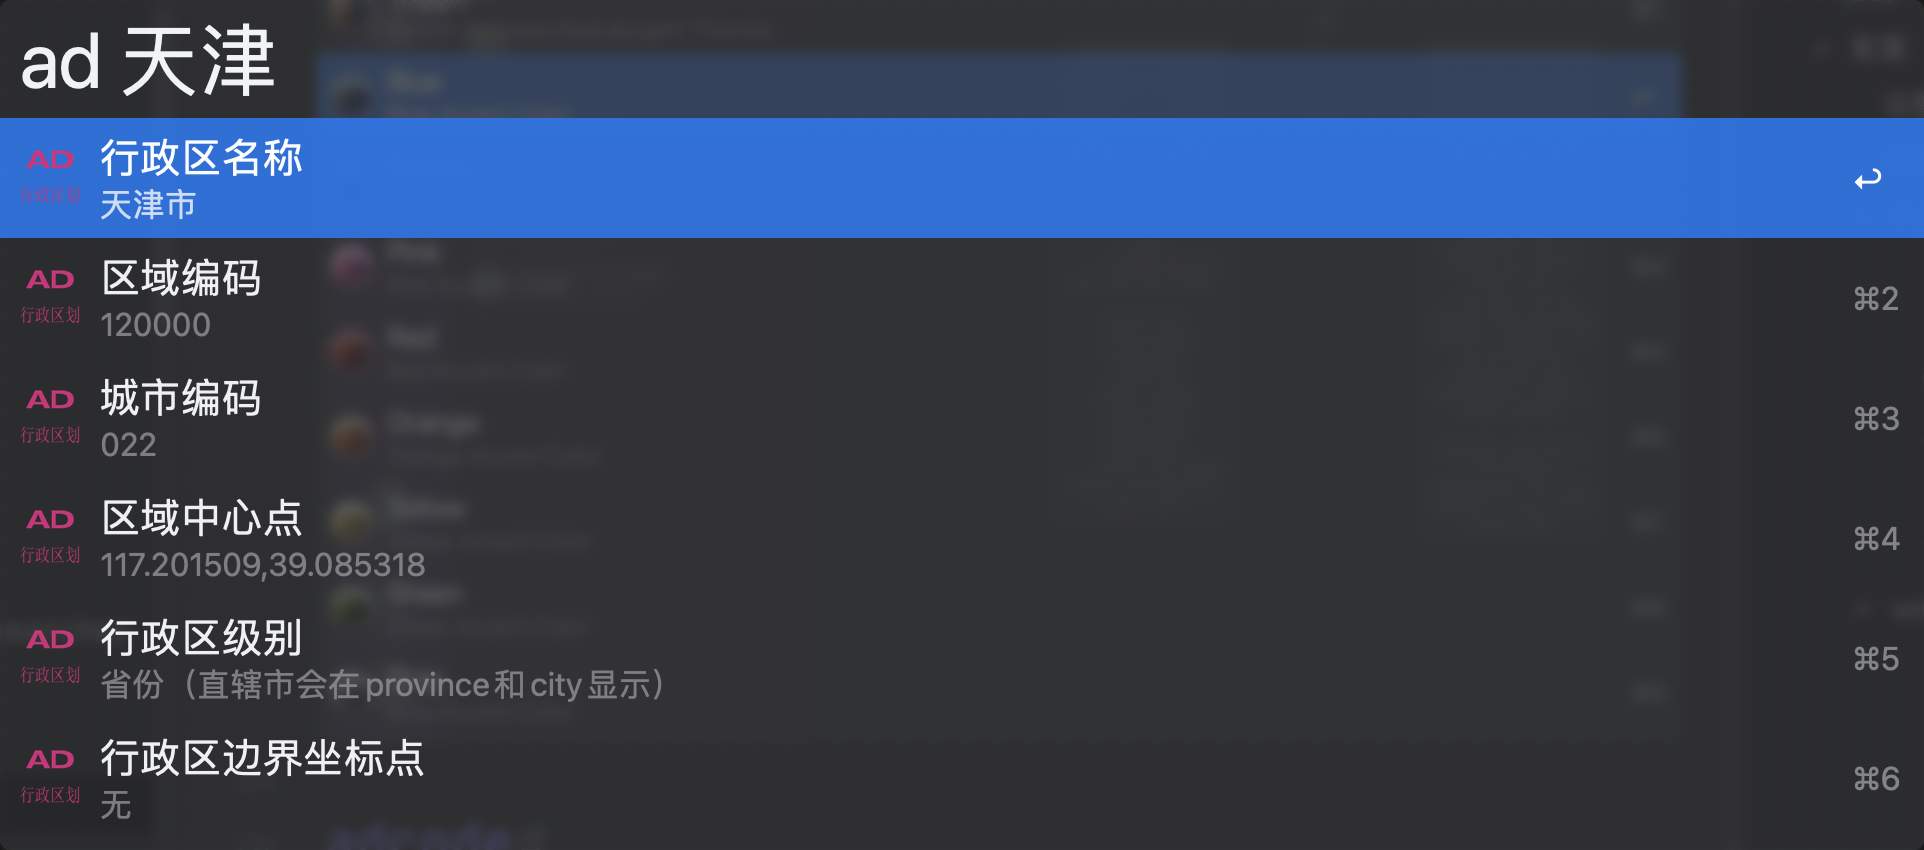 ad 天津
AD
行政区划
行政区名称
天津市
AD
行政区划
区域编码
120000
⌘2
AD
行政区划
城市编码
022
⌘3
AD
行政区划
区域中心点
117.201509,39.085318
⌘4
AD
行政区划
行政区级别
省份（直辖市会在province和city显示）
⌘5
AD
行政区划
行政区边界坐标点
无
⌘6